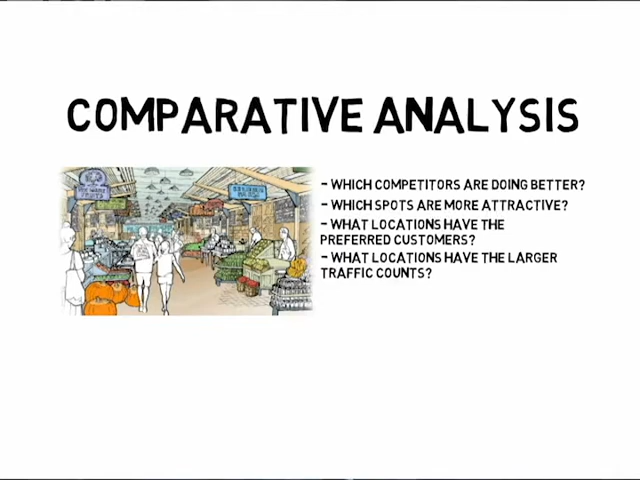 COMPARATIVE ANALYSIS
- WHICH COMPETITORS ARE DOING BETTER?
- WHICH SPOTS ARE MORE ATTRACTIVE?
- WHAT LOCATIONS HAVE THE
PREFERRED CUSTOMERS?
- WHAT LOCATIONS HAVE THE LARGER
TRAFFIC COUNTS?